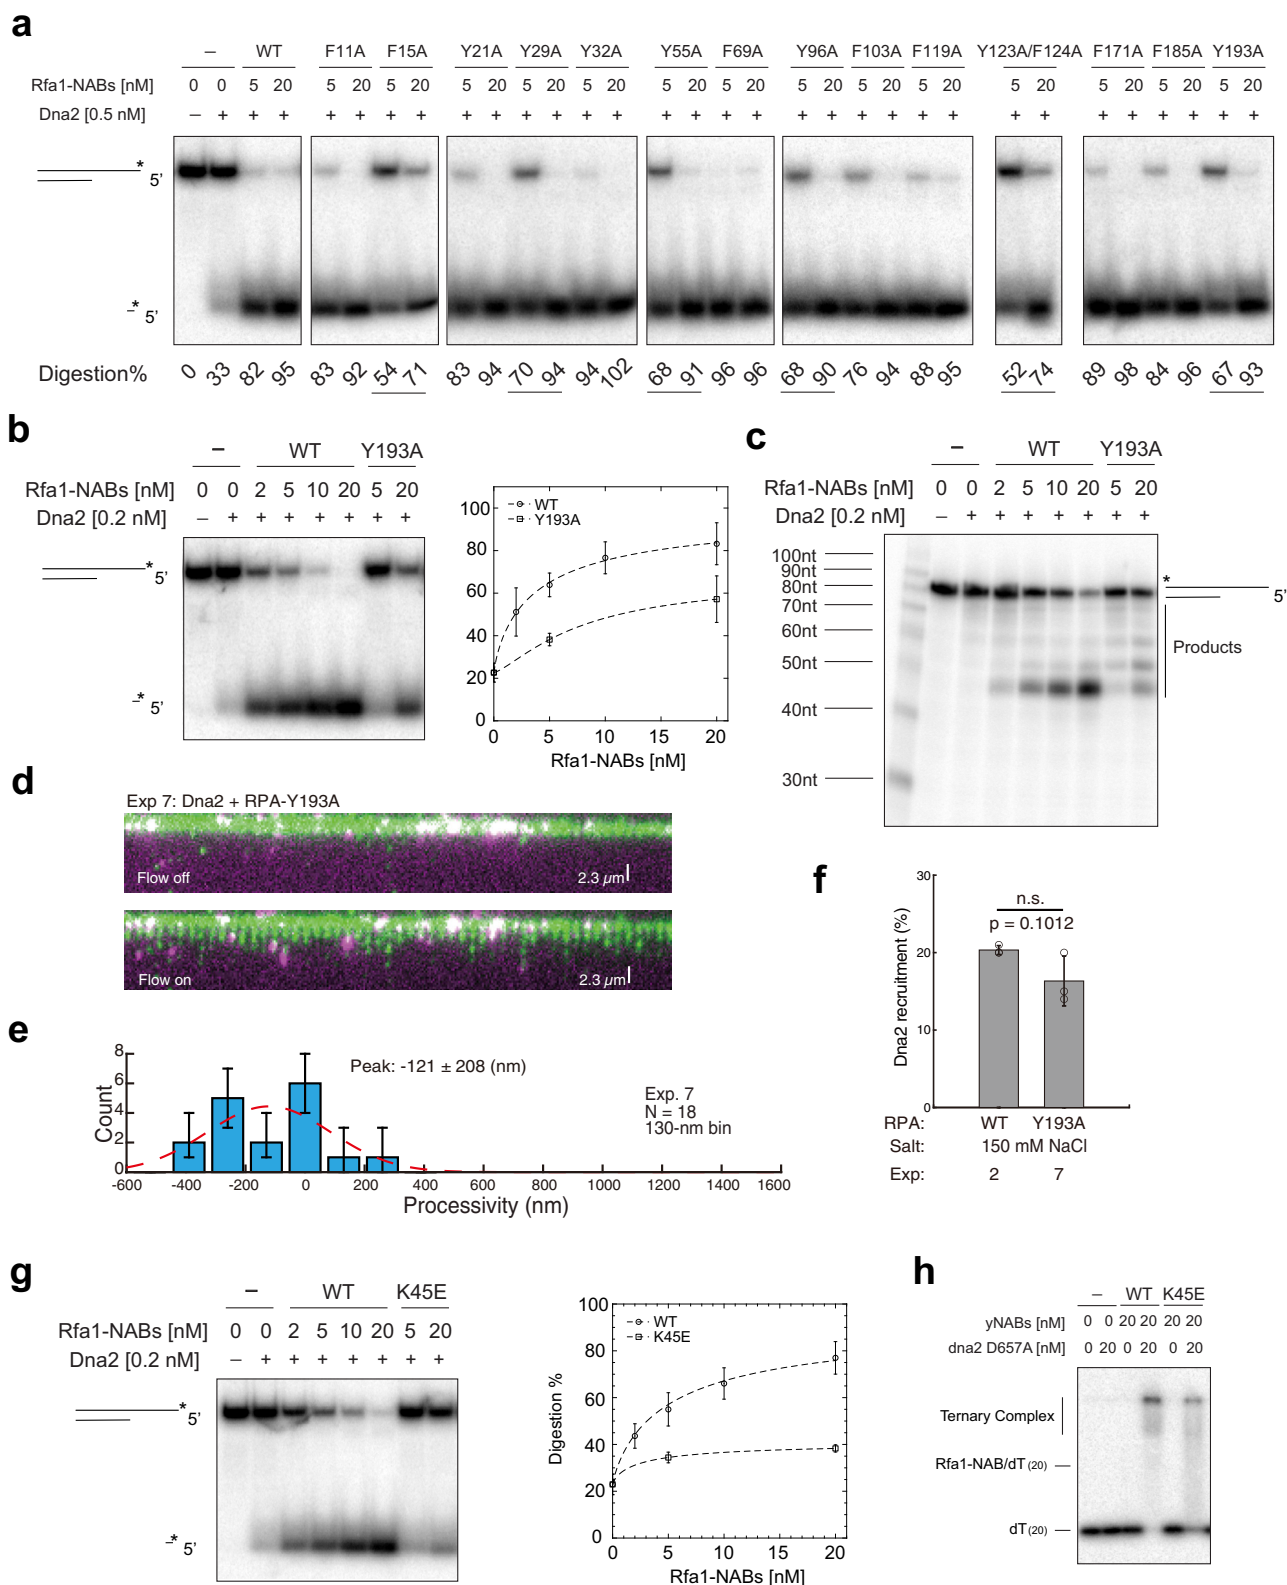 a
– WT F11A F15A Y21A Y29A Y32A Y55A F69A Y96A F103A F119A Y123A/F124A F171A F185A Y193A
Rfa1-NABs [nM] 0 0 5 20 5 20 5 20 5 20 5 20 5 20 5 20 5 20 5 20 5 20 5 20 5 20 5 20 5 20 5 20
Dna2 [0.5 nM] – + + + + + + + + + + + + + + + + + + + + + + + + + + + + + + +
* 5'
* 5'
Digestion% 0 33 82 95 83 92 54 71 83 94 70 94 94 102 68 91 96 96 68 90 76 94 88 95 52 74 89 98 84 96 67 93
b
– WT Y193A
Rfa1-NABs [nM] 0 0 2 5 10 20 5 20
Dna2 [0.2 nM] – + + + + + + +
* 5'
* 5'
WT
Y193A
100
80
60
40
20
0
0 5 10 15 20
Rfa1-NABs [nM]
c
– WT Y193A
Rfa1-NABs [nM] 0 0 2 5 10 20 5 20
Dna2 [0.2 nM] – + + + + + + +
100nt
90nt
80nt
70nt
60nt
50nt
40nt
30nt
* 5'
Products
d
Exp 7: Dna2 + RPA-Y193A
Flow off 2.3 µm
Flow on 2.3 µm
e
Count
8
6
4
2
0
Peak: -121 ± 208 (nm)
Exp. 7
N = 18
130-nm bin
-600 -400 -200 0 200 400 600 800 1000 1200 1400 1600
Processivity (nm)
f
Dna2 recruitment (%)
30
20
10
0
n.s.
p = 0.1012
RPA: WT Y193A
Salt: 150 mM NaCl
Exp: 2 7
g
– WT K45E
Rfa1-NABs [nM] 0 0 2 5 10 20 5 20
Dna2 [0.2 nM] – + + + + + + +
* 5'
* 5'
Digestion %
WT
K45E
100
80
60
40
20
0
0 5 10 15 20
Rfa1-NABs [nM]
h
– WT K45E
yNABs [nM] 0 0 20 20 20 20
dna2 D657A [nM] 0 20 0 20 0 20
Ternary Complex
Rfa1-NAB/dT(20)
dT(20)